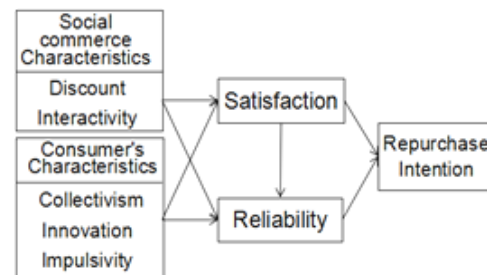 Social
commerce
Characteristics
Discount
Interactivity
Consumer's
Characteristics
Collectivism
Innovation
Impulsivity
Satisfaction
Reliability
Repurchase
Intention